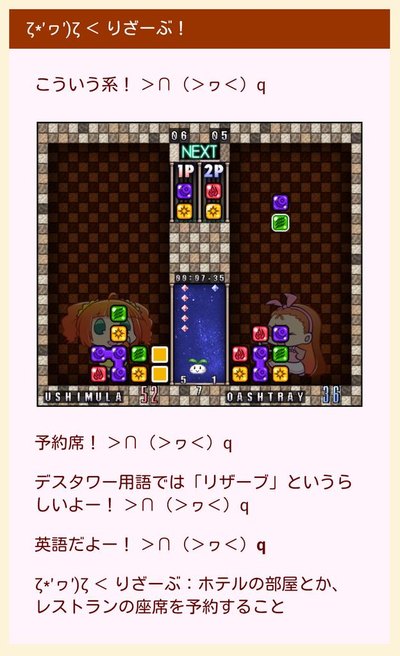 ζ*'ヮ')ζ < りざーぶ！
こういう系！ ＞∩（＞ヮ＜）q
06 05
NEXT
1P 2P
00:07.35
5 1
7
USHIMULA 52
OASHTRAY 36
予約席！ ＞∩（＞ヮ＜）q
デスタワー用語では「リザーブ」というら
しいよー！ ＞∩（＞ヮ＜）q
英語だよー！ ＞∩（＞ヮ＜）q
ζ*'ヮ')ζ < りざーぶ：ホテルの部屋とか、
レストランの座席を予約すること